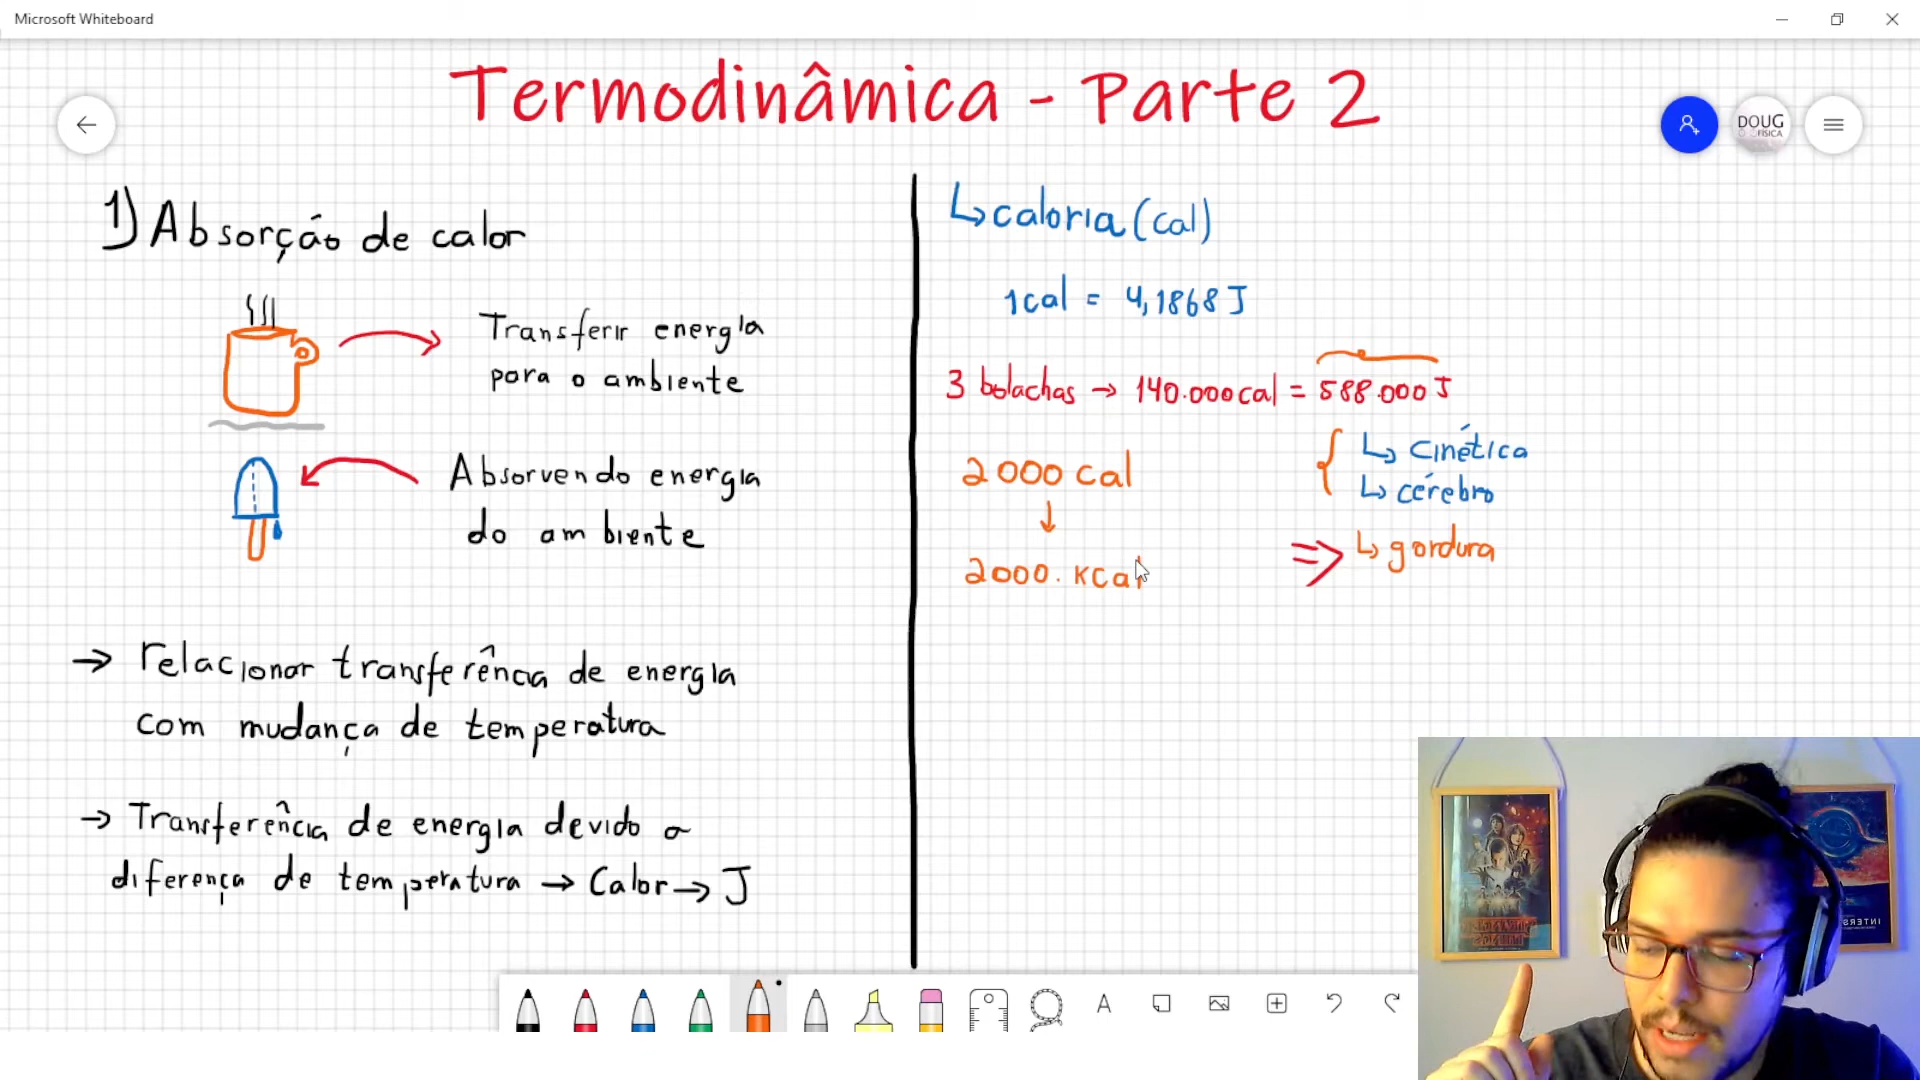 Microsoft Whiteboard
Termodinâmica - Parte 2
DOUG
FÍSICA
1) Absorção de calor
Transferir energia
para o ambiente
Absorvendo energia
do ambiente
→ relacionar transferência de energia
com mudança de temperatura
→ Transferência de energia devido a
diferença de temperatura → Calor → J
↳ caloria (cal)
1cal = 4,1868 J
3 bolachas → 140.000cal = 588.000 J
↳ cinética
↳ cérebro
⇒ ↳ gordura
2000 cal
↓
2000. Kcal
A
INTERS